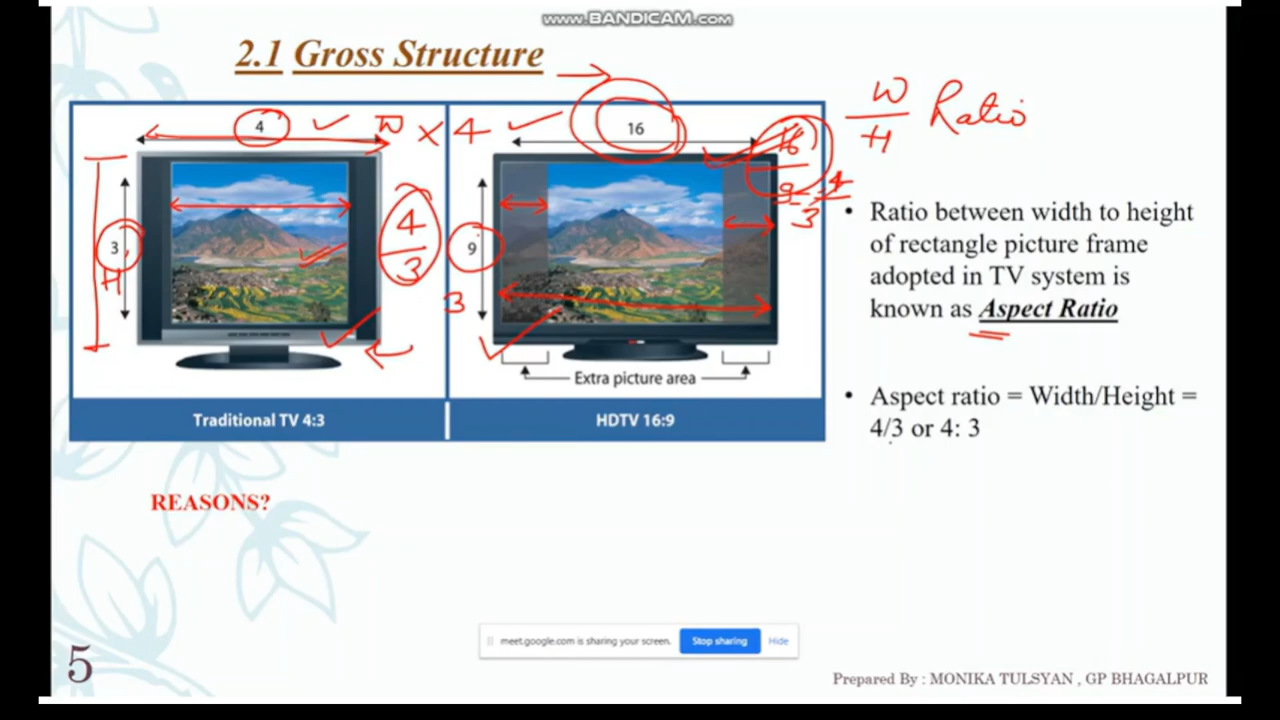 www.BANDICAM.com
2.1 Gross Structure
4
W × 4
16
16
9
4
3
W
H
Ratio
3
H
4
3
9
3
Extra picture area
Traditional TV 4:3
HDTV 16:9
• Ratio between width to height
of rectangle picture frame
adopted in TV system is
known as Aspect Ratio
• Aspect ratio = Width/Height =
4/3 or 4: 3
REASONS?
meet.google.com is sharing your screen.
Stop sharing
Hide
5
Prepared By : MONIKA TULSYAN , GP BHAGALPUR